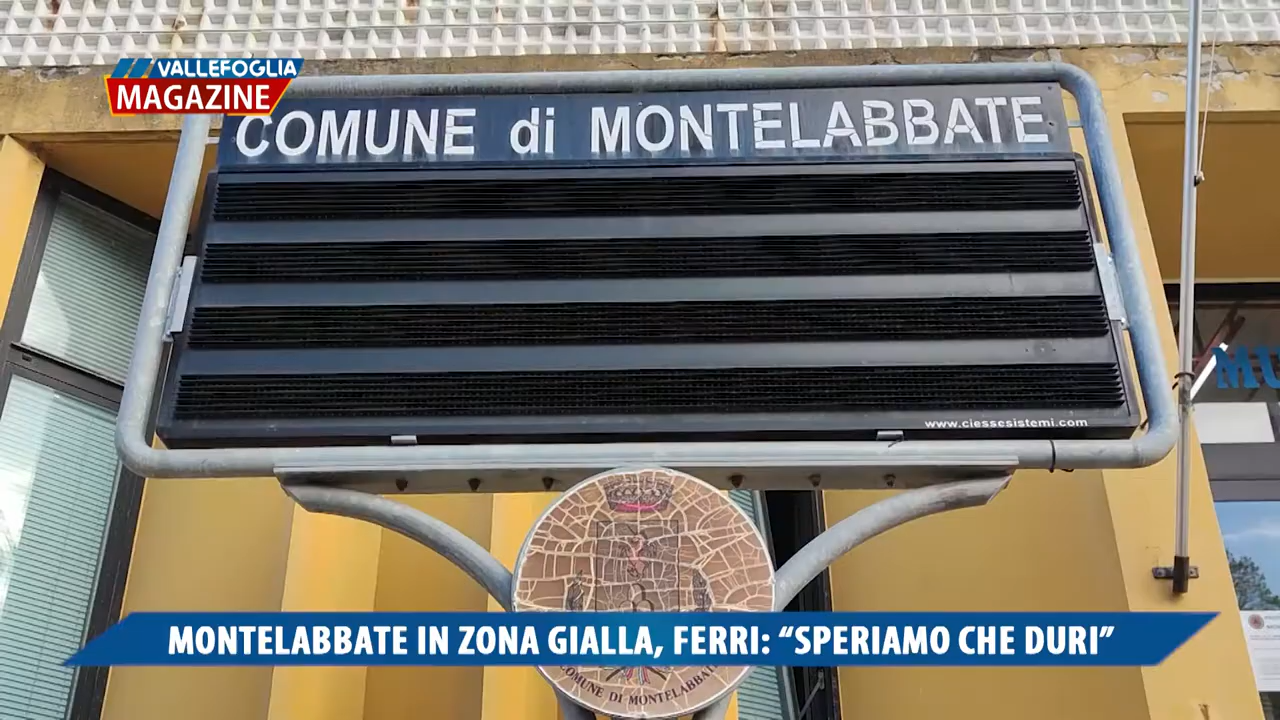 VALLEFOGLIA
MAGAZINE
COMUNE di MONTELABBATE
www.ciessesistemi.com
MU
MONTELABBATE IN ZONA GIALLA, FERRI: “SPERIAMO CHE DURI”
COMUNE DI MONTELABBATE